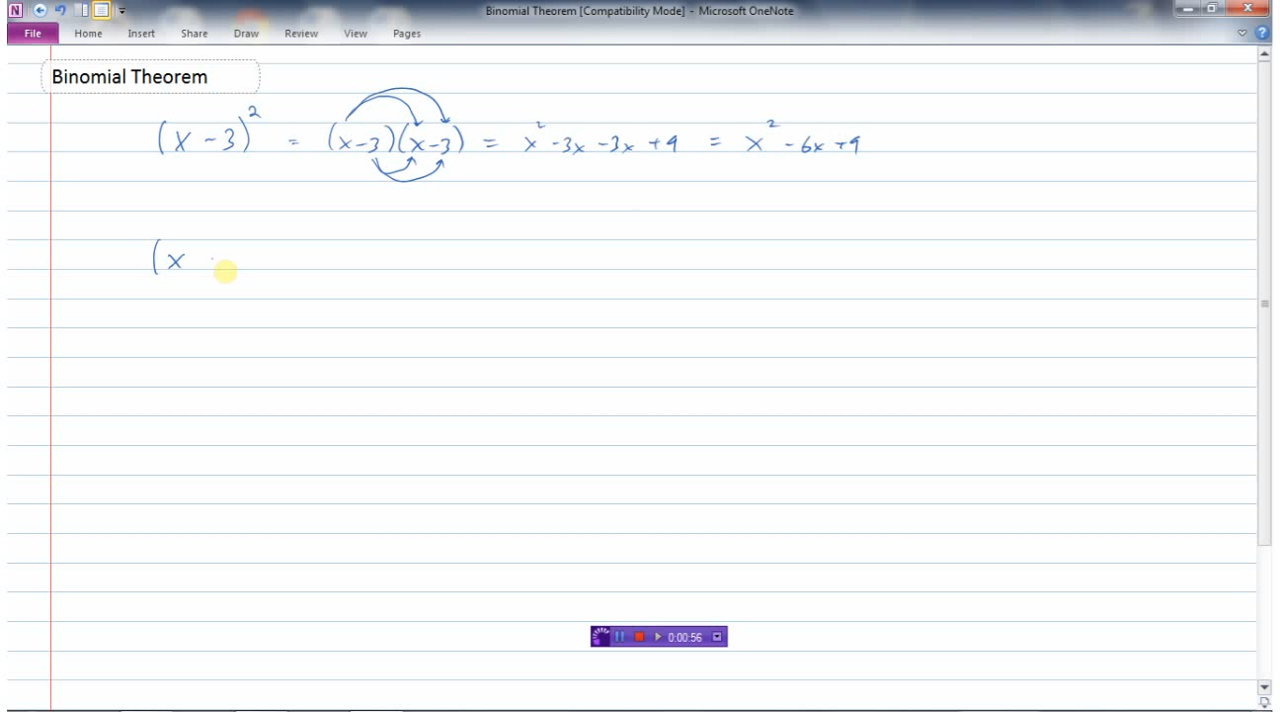 Binomial Theorem [Compatibility Mode] - Microsoft OneNote
File Home Insert Share Draw Review View Pages
Binomial Theorem
(x - 3)² = (x-3)(x-3) = x² -3x -3x +9 = x² -6x +9
(x
0:00:56